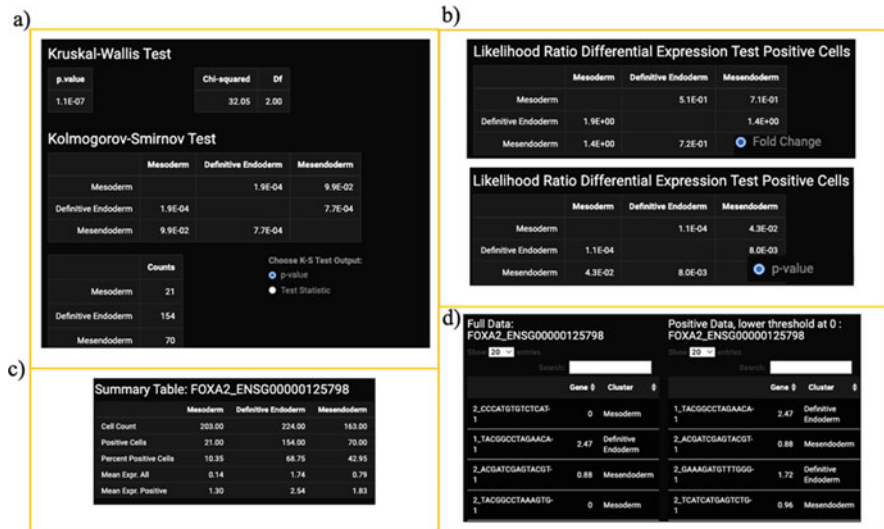 a)
Kruskal-Wallis Test
p.value Chi-squared Df
1.1E-07 32.05 2.00
Kolmogorov-Smirnov Test
Mesoderm Definitive Endoderm Mesendoderm
Mesoderm 1.9E-04 9.9E-02
Definitive Endoderm 1.9E-04 7.7E-04
Mesendoderm 9.9E-02 7.7E-04
Counts
Mesoderm 21
Definitive Endoderm 154
Mesendoderm 70
Choose K-S Test Output:
p-value
Test Statistic
b)
Likelihood Ratio Differential Expression Test Positive Cells
Mesoderm Definitive Endoderm Mesendoderm
Mesoderm 5.1E-01 7.1E-01
Definitive Endoderm 1.9E+00 1.4E+00
Mesendoderm 1.4E+00 7.2E-01
Fold Change
Likelihood Ratio Differential Expression Test Positive Cells
Mesoderm Definitive Endoderm Mesendoderm
Mesoderm 1.1E-04 4.3E-02
Definitive Endoderm 1.1E-04 8.0E-03
Mesendoderm 4.3E-02 8.0E-03
p-value
c)
Summary Table: FOXA2_ENSG00000125798
Mesoderm Definitive Endoderm Mesendoderm
Cell Count 203.00 224.00 163.00
Positive Cells 21.00 154.00 70.00
Percent Positive Cells 10.35 68.75 42.95
Mean Expr. All 0.14 1.74 0.79
Mean Expr. Positive 1.30 2.54 1.83
d)
Full Data:
FOXA2_ENSG00000125798
Show 20 entries
Search:
Gene Cluster
2_CCCATGTGTCTCAT-
1 0 Mesoderm
1_TACGGCCTAGAACA-
1 2.47 Definitive
Endoderm
2_ACGATCGAGTACGT-
1 0.88 Mesendoderm
2_TACGGCCTAAAGTG-
1 0 Mesoderm
Positive Data, lower threshold at 0 :
FOXA2_ENSG00000125798
Show 20 entries
Search:
Gene Cluster
1_TACGGCCTAGAACA-
1 2.47 Definitive
Endoderm
2_ACGATCGAGTACGT-
1 0.88 Mesendoderm
2_GAAAGATGTTTGGG-
1 1.72 Definitive
Endoderm
2_TCATCATGAGTCTG-
1 0.96 Mesendoderm